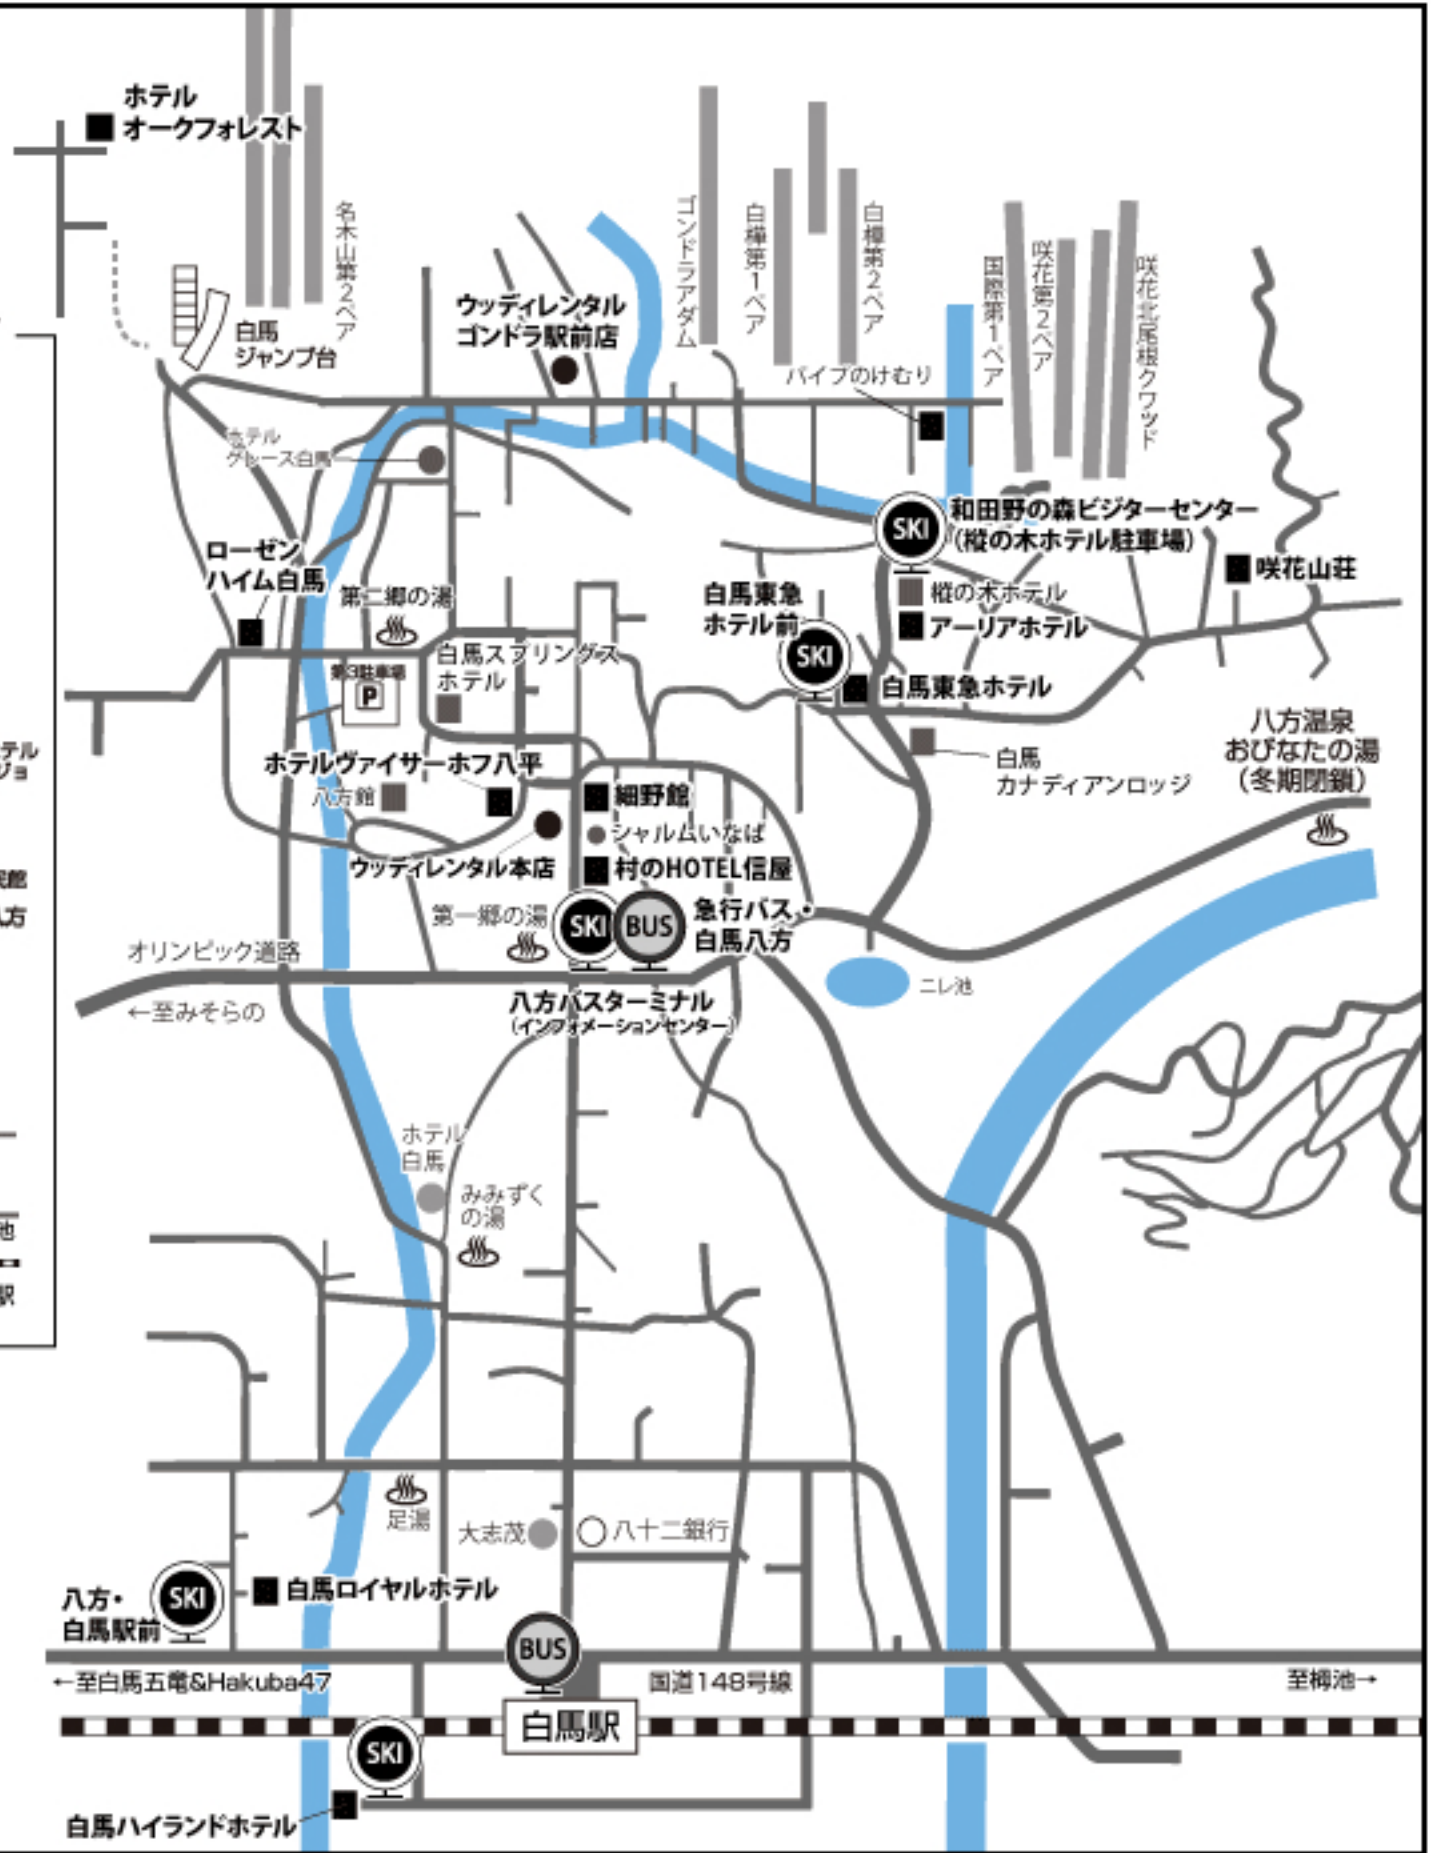 ホテル
オークフォレスト
名木山第2ペア
白馬
ジャンプ台
ウッディレンタル
ゴンドラ駅前店
ゴンドラアダム
白樺第1ペア
白樺第2ペア
国際第1ペア
咲花第2ペア
咲花北尾根クワッド
パイプのけむり
ホテル
グレース白馬
SKI
和田野の森ビジターセンター
(樅の木ホテル駐車場)
ローゼン
ハイム白馬
第二郷の湯
白馬東急
ホテル前
SKI
樅の木ホテル
アーリアホテル
咲花山荘
白馬スプリングス
ホテル
第3駐車場
P
白馬東急ホテル
白馬
カナディアンロッジ
八方温泉
おびなたの湯
(冬期閉鎖)
テル
ジョ
ホテルヴァイサーホフ八平
八方館
細野館
シャルムいなば
ウッディレンタル本店
村のHOTEL信屋
館
方
第一郷の湯
SKI
BUS
急行バス・
白馬八方
オリンピック道路
←至みそらの
八方バスターミナル
(インフォメーションセンター)
ニレ池
ホテル
白馬
みみずく
の湯
池
駅
足湯
大志茂
八十二銀行
八方・
白馬駅前
SKI
白馬ロイヤルホテル
BUS
←至白馬五竜&Hakuba47
国道148号線
至栂池→
白馬駅
SKI
白馬ハイランドホテル